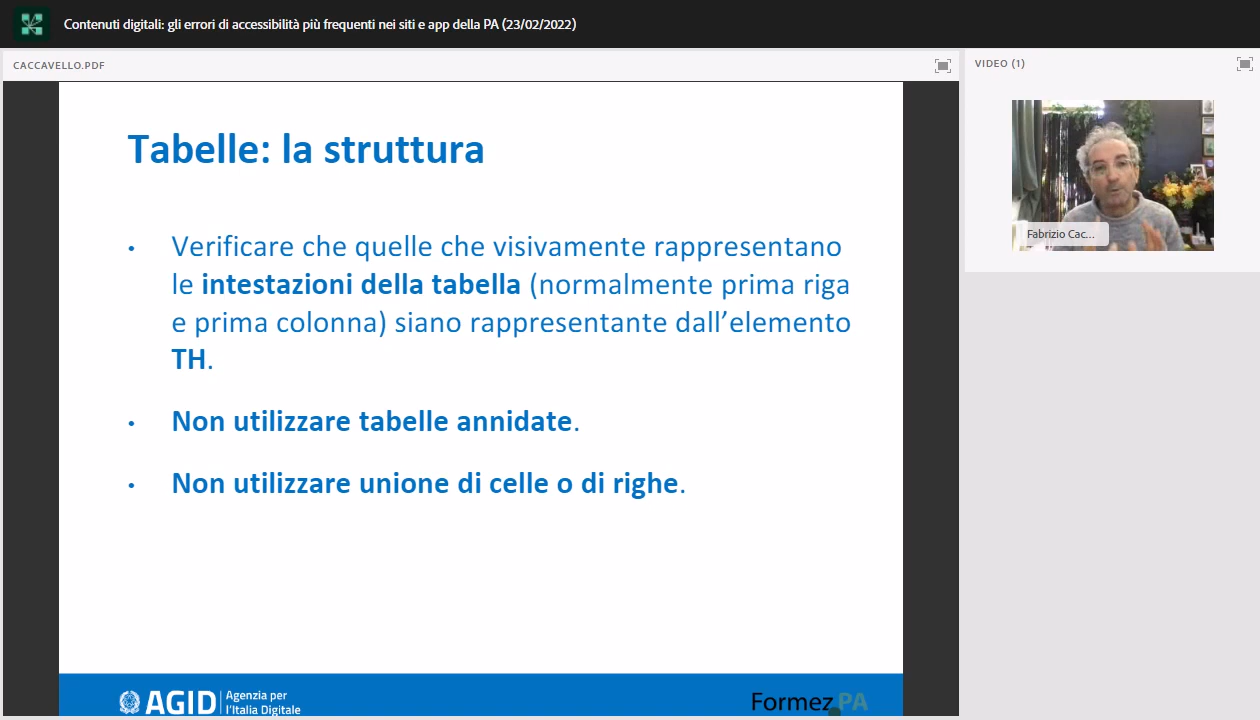 Contenuti digitali: gli errori di accessibilità più frequenti nei siti e app della PA (23/02/2022)
CACCAVELLO.PDF
VIDEO (1)
Tabelle: la struttura
• Verificare che quelle che visivamente rappresentano
le intestazioni della tabella (normalmente prima riga
e prima colonna) siano rappresentante dall’elemento
TH.
• Non utilizzare tabelle annidate.
• Non utilizzare unione di celle o di righe.
Fabrizio Cac...
AGID
Agenzia per
l’Italia Digitale
Formez PA